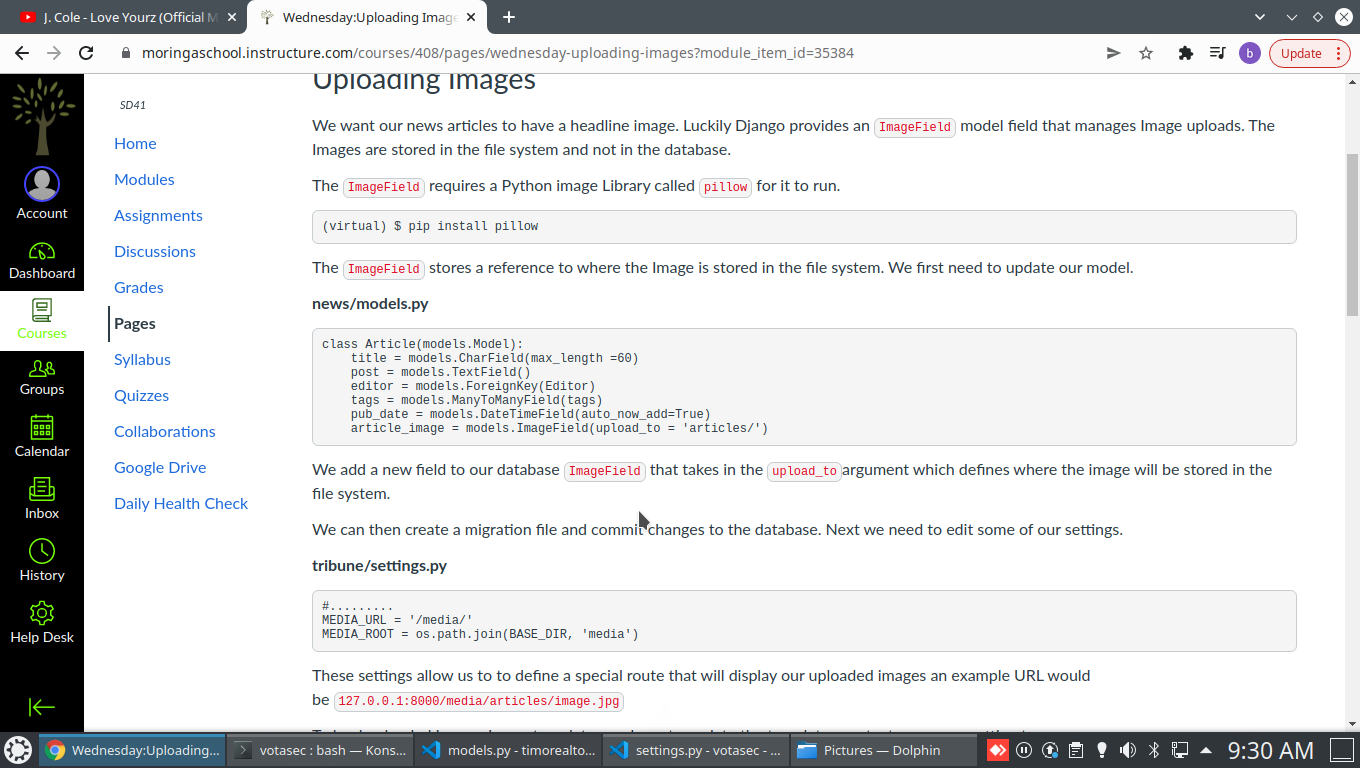 J. Cole - Love Yourz (Official M
Wednesday:Uploading Imag
moringaschool.instructure.com/courses/408/pages/wednesday-uploading-images?module_item_id=35384
b
Update
Account
Dashboard
Courses
Groups
Calendar
Inbox
History
Help Desk
SD41
Home
Modules
Assignments
Discussions
Grades
Pages
Syllabus
Quizzes
Collaborations
Google Drive
Daily Health Check
Uploading Images
We want our news articles to have a headline image. Luckily Django provides an ImageField model field that manages Image uploads. The
Images are stored in the file system and not in the database.
The ImageField requires a Python image Library called pillow for it to run.
(virtual) $ pip install pillow
The ImageField stores a reference to where the Image is stored in the file system. We first need to update our model.
news/models.py
class Article(models.Model):
    title = models.CharField(max_length =60)
    post = models.TextField()
    editor = models.ForeignKey(Editor)
    tags = models.ManyToManyField(tags)
    pub_date = models.DateTimeField(auto_now_add=True)
    article_image = models.ImageField(upload_to = 'articles/')
We add a new field to our database ImageField that takes in the upload_to argument which defines where the image will be stored in the
file system.
We can then create a migration file and commit changes to the database. Next we need to edit some of our settings.
tribune/settings.py
#.........
MEDIA_URL = '/media/'
MEDIA_ROOT = os.path.join(BASE_DIR, 'media')
These settings allow us to to define a special route that will display our uploaded images an example URL would
be 127.0.0.1:8000/media/articles/image.jpg
Wednesday:Uploading...
votasec : bash — Kons...
models.py - timorealto...
settings.py - votasec - ...
Pictures — Dolphin
9:30 AM